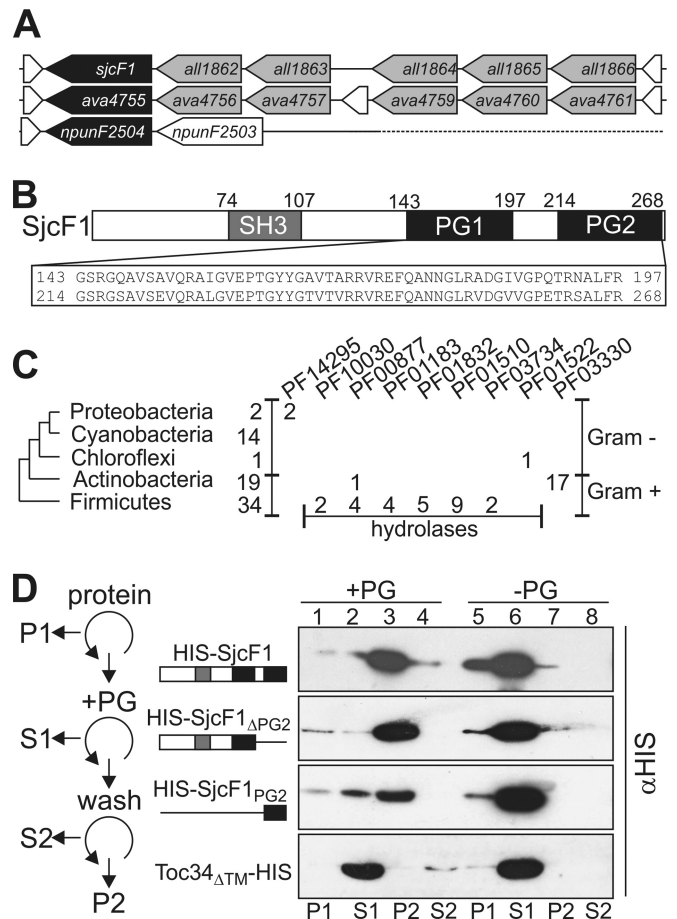 A
sjcF1 all1862 all1863 all1864 all1865 all1866
ava4755 ava4756 ava4757 ava4759 ava4760 ava4761
npunF2504 npunF2503
B
74 107 143 197 214 268
SjcF1 SH3 PG1 PG2
143 GSRGQAVSAVQRAIGVEPTGYYGAVTARRVREFQANNGLRADGIVGPQTRNALFR 197
214 GSRGSAVSEVQRALGVEPTGYYGTVTVRRVREFQANNGLRVDGVVGPETRSALFR 268
C
PF14295 PF10030 PF00877 PF01183 PF01832 PF01510 PF03734 PF01522 PF03330
Proteobacteria 2 2
Cyanobacteria 14
Chloroflexi 1 1
Gram -
Actinobacteria 19 1 17
Firmicutes 34 2 4 4 5 9 2
Gram +
hydrolases
D
protein
P1
+PG
S1
wash
S2
P2
+PG -PG
1 2 3 4 5 6 7 8
HIS-SjcF1
HIS-SjcF1ΔPG2
HIS-SjcF1PG2
Toc34ΔTM-HIS
αHIS
P1 S1 P2 S2 P1 S1 P2 S2